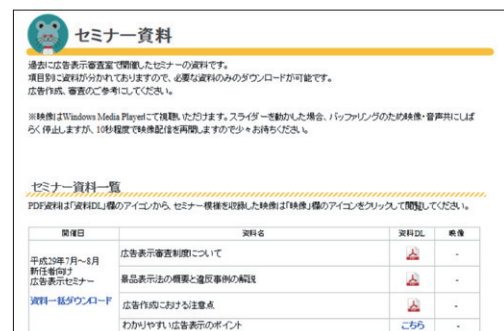 セミナー資料
過去に広告表示審査室で開催したセミナーの資料です。
項目別に資料が分かれておりますので、必要な資料のみのダウンロードが可能です。
広告作成、審査のご参考にしてください。
※映像はWindows Media Playerにて視聴いただけます。スライダーを動かした場合、バッファリングのため映像・音声共にしば
らく停止しますが、10秒程度で映像配信を再開しますので少々お待ちください。
セミナー資料一覧
PDF資料は「資料DL」欄のアイコンから、セミナー模様を収録した映像は「映像」欄のアイコンをクリックして閲覧してください。
開催日 資料名 資料DL 映像
平成29年7月～8月
新任者向け
広告表示セミナー
資料一括ダウンロード
広告表示審査制度について -
景品表示法の概要と違反事例の解説 -
広告作成における注意点 -
わかりやすい広告表示のポイント こちら -